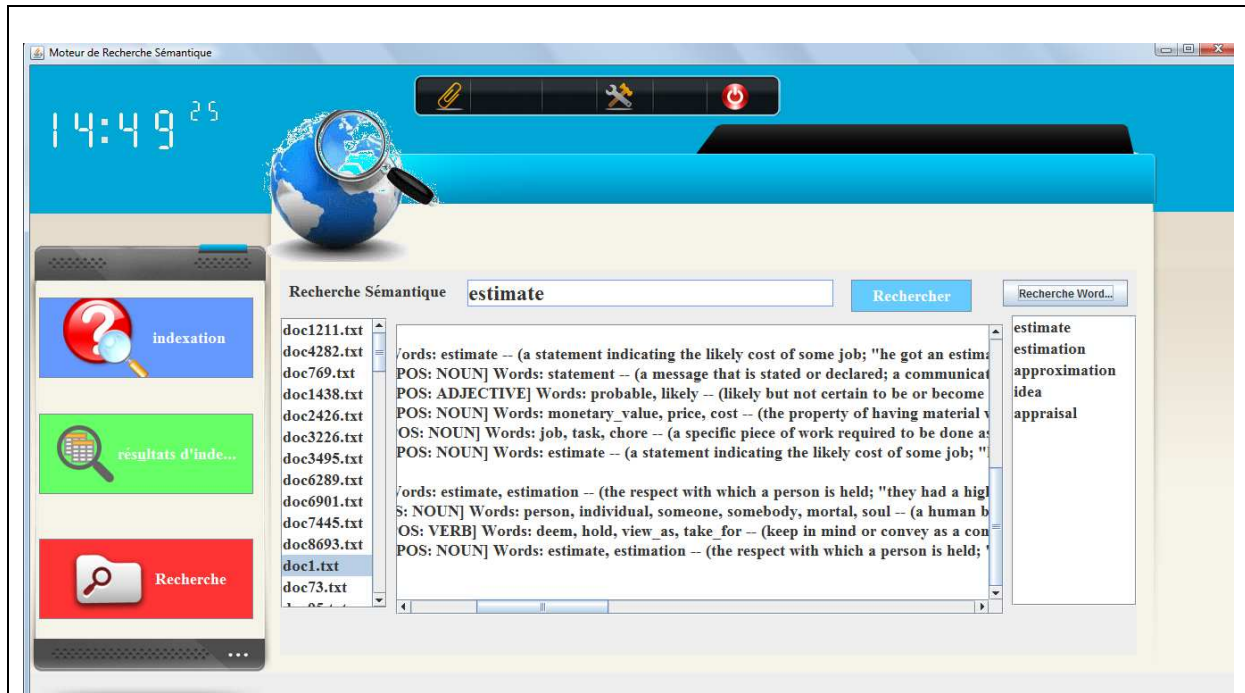 Moteur de Recherche Sémantique
14:49 25
indexation
résultats d'inde...
Recherche
...
Recherche Sémantique
estimate
Rechercher
Recherche Word...
doc1211.txt
doc4282.txt
doc769.txt
doc1438.txt
doc2426.txt
doc3226.txt
doc3495.txt
doc6289.txt
doc6901.txt
doc7445.txt
doc8693.txt
doc1.txt
doc73.txt
ords: estimate -- (a statement indicating the likely cost of some job; "he got an estima
POS: NOUN] Words: statement -- (a message that is stated or declared; a communicat
POS: ADJECTIVE] Words: probable, likely -- (likely but not certain to be or become
POS: NOUN] Words: monetary_value, price, cost -- (the property of having material v
OS: NOUN] Words: job, task, chore -- (a specific piece of work required to be done as
POS: NOUN] Words: estimate -- (a statement indicating the likely cost of some job; "
ords: estimate, estimation -- (the respect with which a person is held; "they had a higl
S: NOUN] Words: person, individual, someone, somebody, mortal, soul -- (a human b
OS: VERB] Words: deem, hold, view_as, take_for -- (keep in mind or convey as a con
POS: NOUN] Words: estimate, estimation -- (the respect with which a person is held; '
estimate
estimation
approximation
idea
appraisal